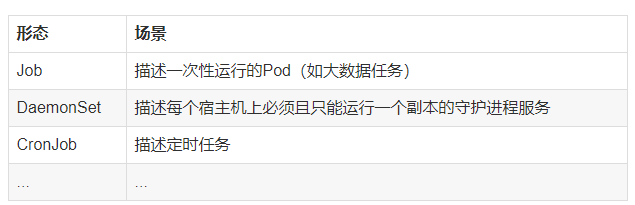 形态 场景
Job 描述一次性运行的Pod（如大数据任务）
DaemonSet 描述每个宿主机上必须且只能运行一个副本的守护进程服务
CronJob 描述定时任务
... ...